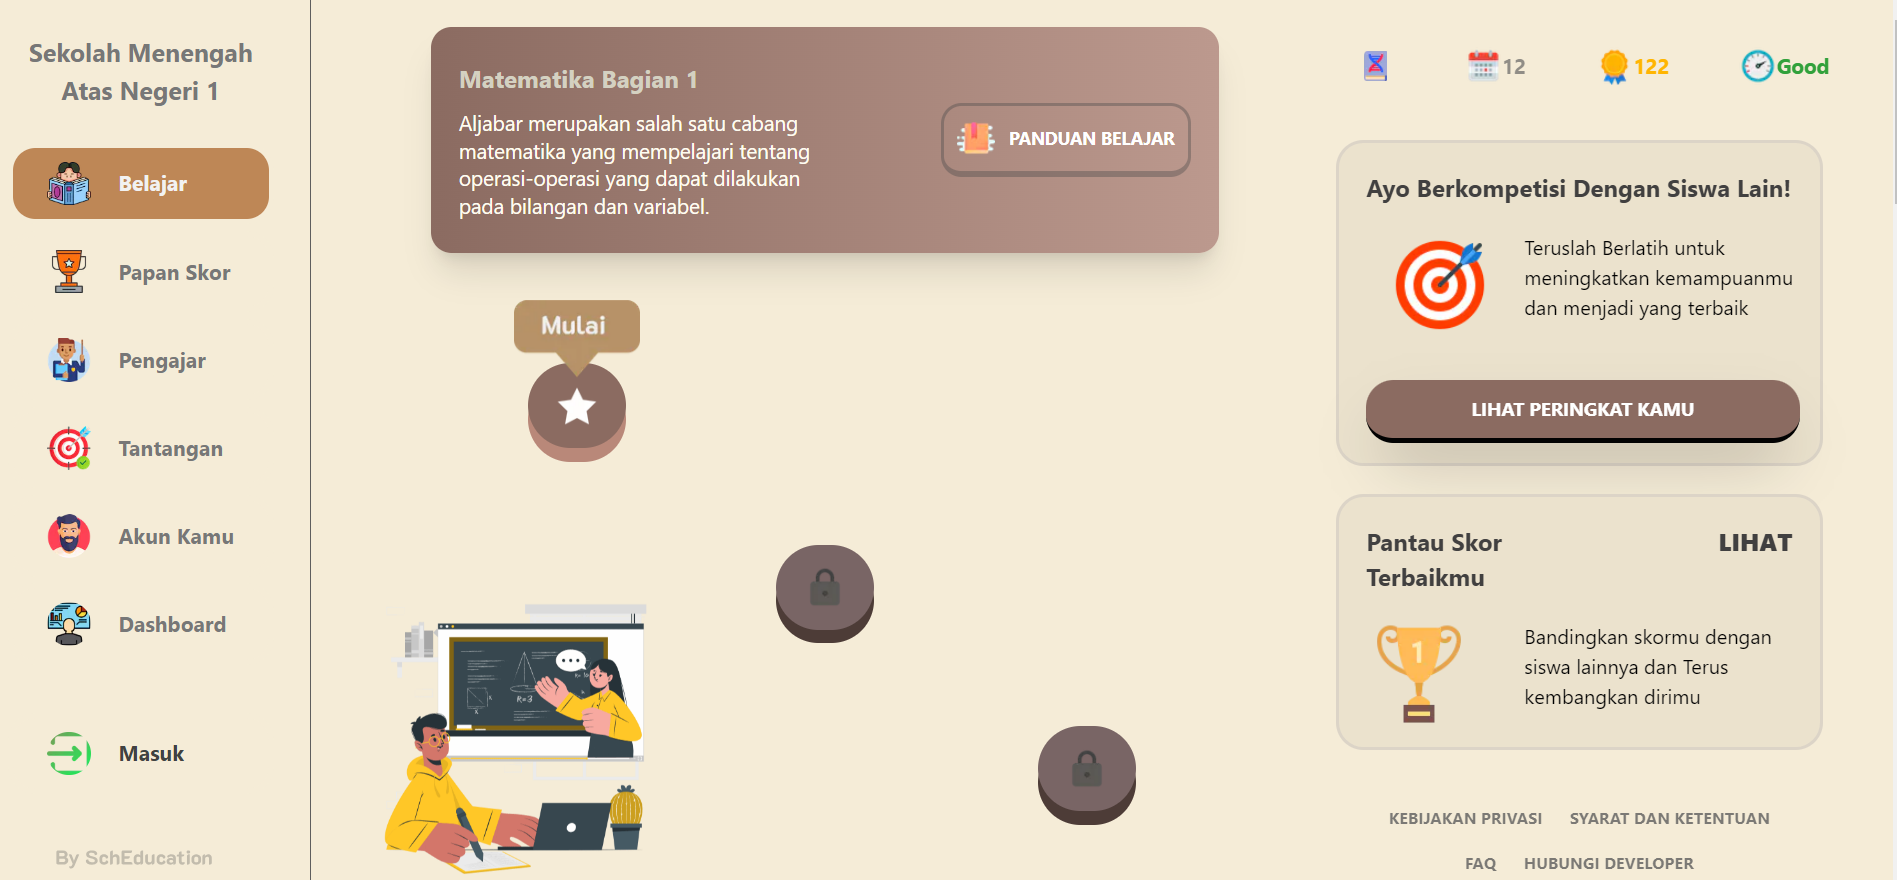 Sekolah Menengah
Atas Negeri 1
Belajar
Papan Skor
Pengajar
Tantangan
Akun Kamu
Dashboard
Masuk
By SchEducation
Matematika Bagian 1
Aljabar merupakan salah satu cabang
matematika yang mempelajari tentang
operasi-operasi yang dapat dilakukan
pada bilangan dan variabel.
PANDUAN BELAJAR
Mulai
R=3
12
122
Good
Ayo Berkompetisi Dengan Siswa Lain!
Teruslah Berlatih untuk
meningkatkan kemampuanmu
dan menjadi yang terbaik
LIHAT PERINGKAT KAMU
Pantau Skor
Terbaikmu
LIHAT
1
Bandingkan skormu dengan
siswa lainnya dan Terus
kembangkan dirimu
KEBIJAKAN PRIVASI
SYARAT DAN KETENTUAN
FAQ
HUBUNGI DEVELOPER